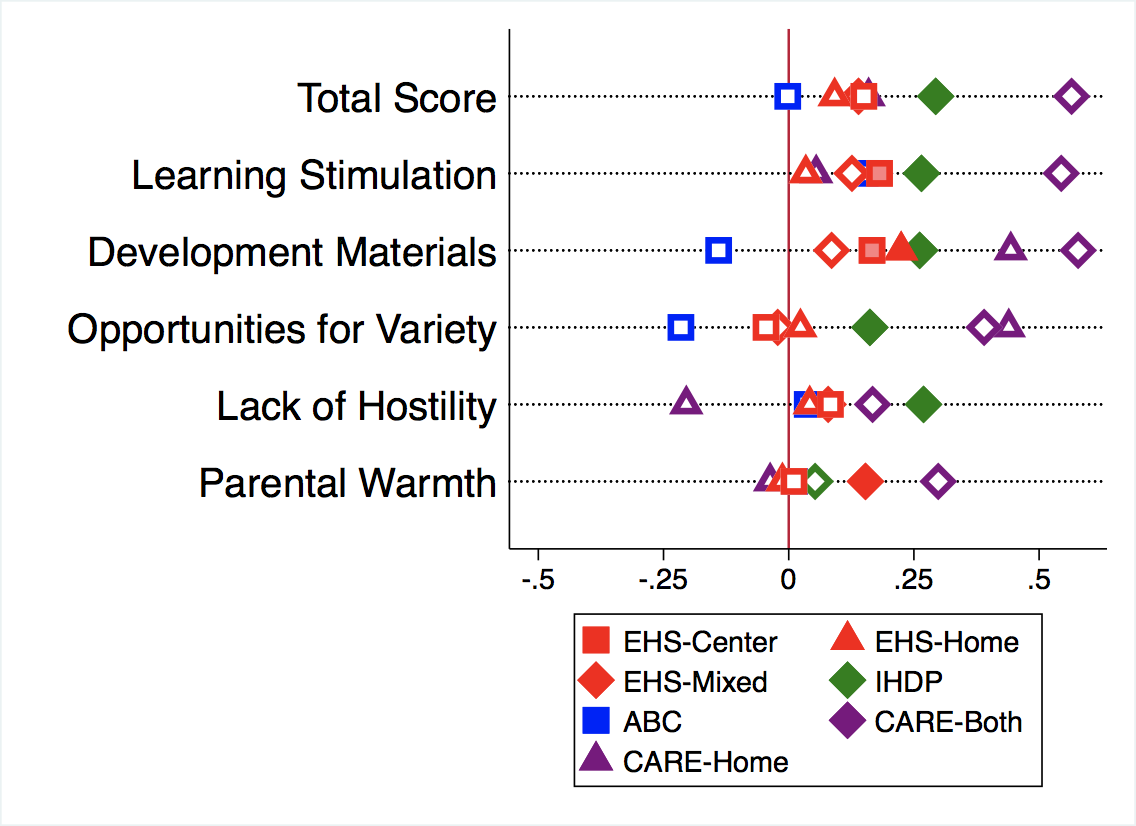 Total Score
Learning Stimulation
Development Materials
Opportunities for Variety
Lack of Hostility
Parental Warmth
-.5 -.25 0 .25 .5
EHS-Center EHS-Home
EHS-Mixed IHDP
ABC CARE-Both
CARE-Home